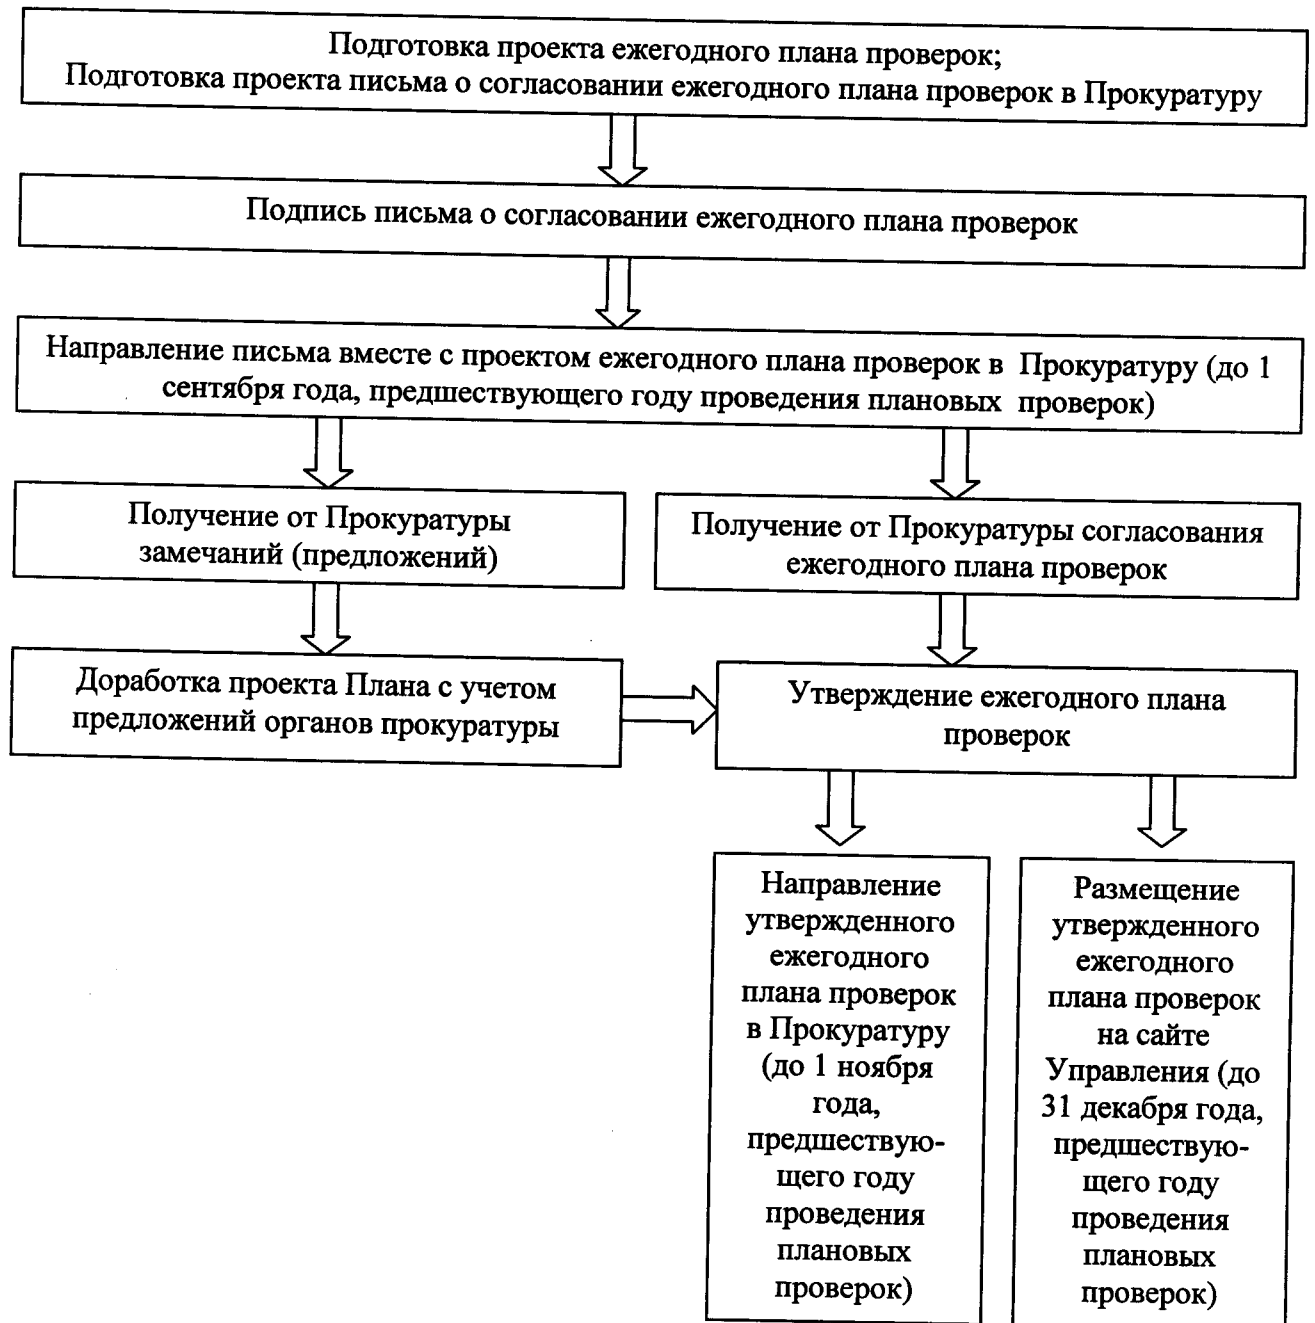 Подготовка проекта ежегодного плана проверок;
Подготовка проекта письма о согласовании ежегодного плана проверок в Прокуратуру
Подпись письма о согласовании ежегодного плана проверок
Направление письма вместе с проектом ежегодного плана проверок в Прокуратуру (до 1
сентября года, предшествующего году проведения плановых проверок)
Получение от Прокуратуры
замечаний (предложений)
Получение от Прокуратуры согласования
ежегодного плана проверок
Доработка проекта Плана с учетом
предложений органов прокуратуры
Утверждение ежегодного плана
проверок
Направление
утвержденного
ежегодного
плана проверок
в Прокуратуру
(до 1 ноября
года,
предшествую-
щего году
проведения
плановых
проверок)
Размещение
утвержденного
ежегодного
плана проверок
на сайте
Управления (до
31 декабря года,
предшествую-
щего году
проведения
плановых
проверок)